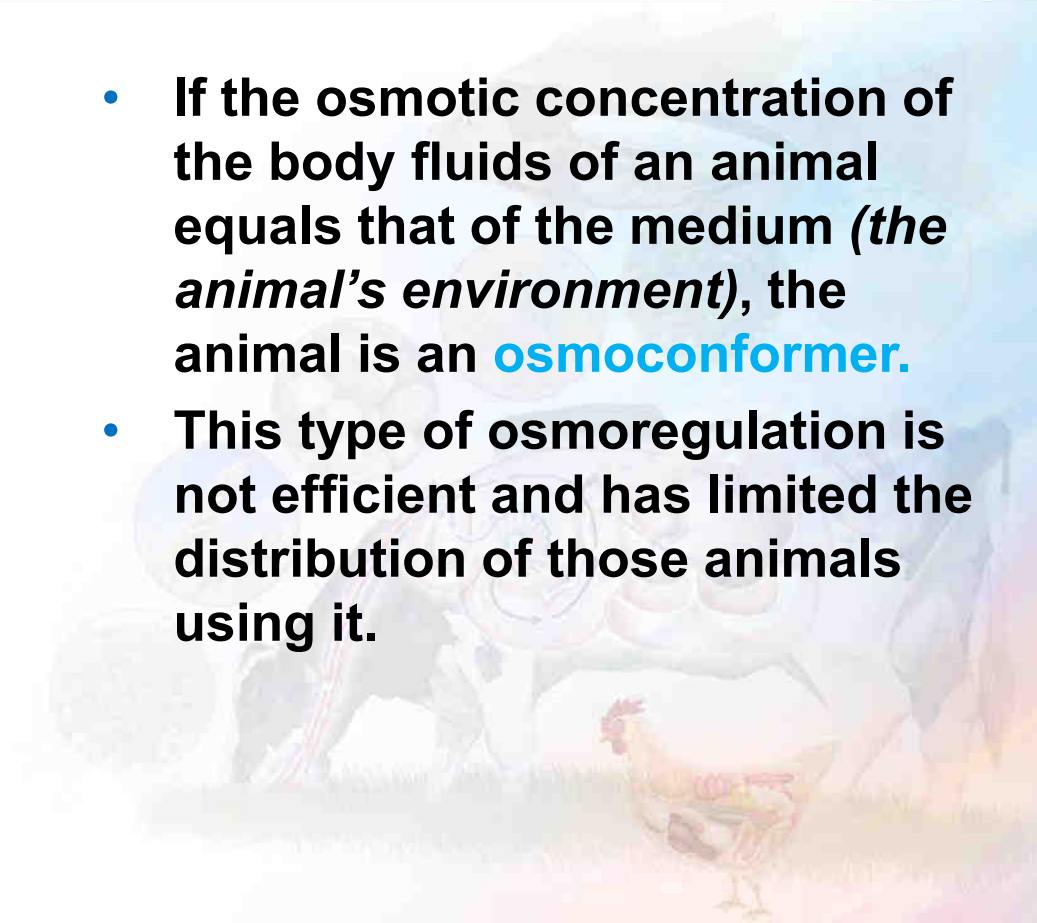 • If the osmotic concentration of
the body fluids of an animal
equals that of the medium (the
animal’s environment), the
animal is an osmoconformer.
• This type of osmoregulation is
not efficient and has limited the
distribution of those animals
using it.